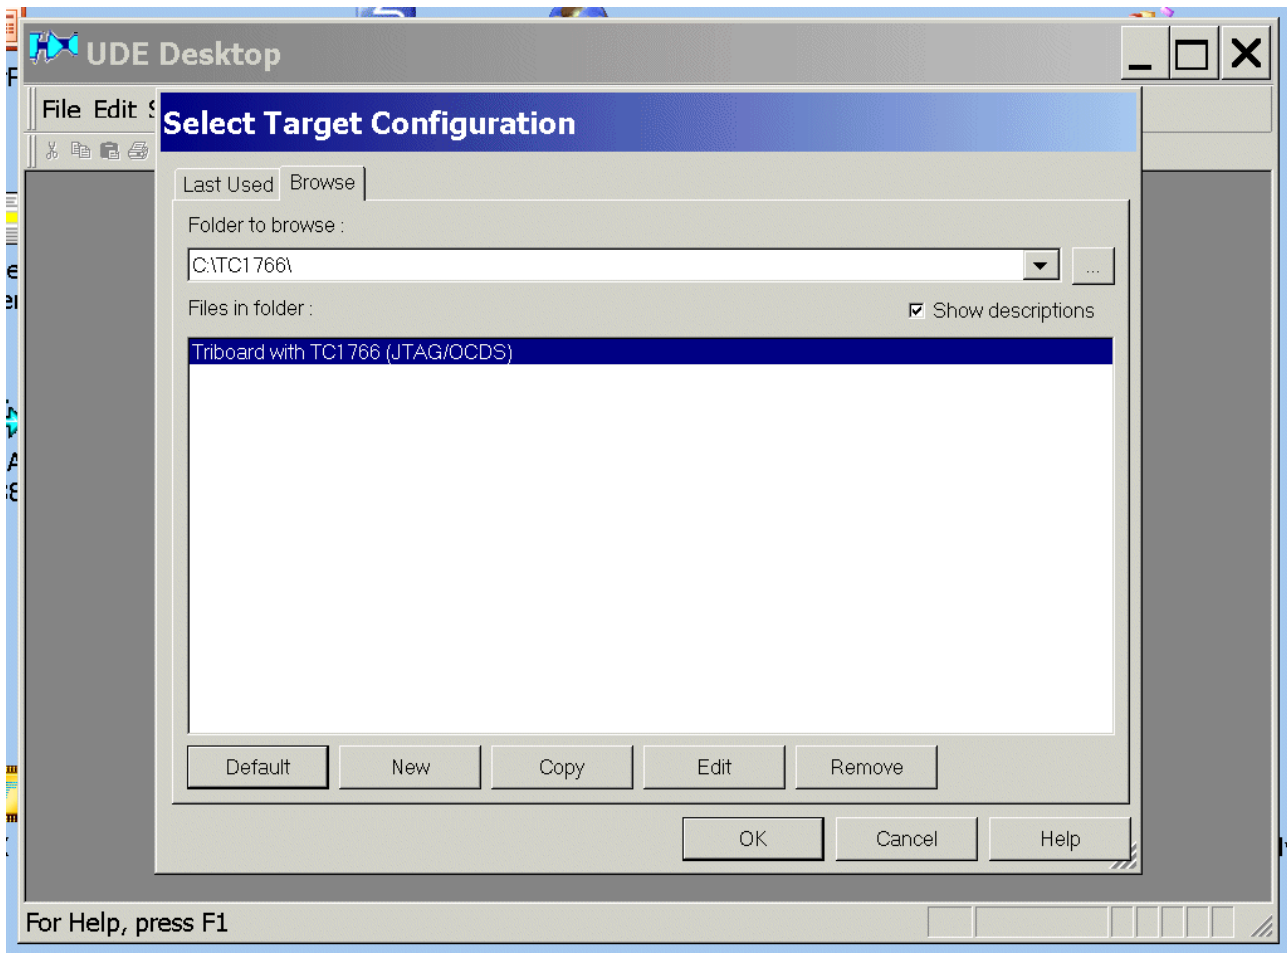 UDE Desktop
File Edit
Select Target Configuration
Last Used Browse
Folder to browse :
C:\TC1766\
...
Files in folder :
Show descriptions
Triboard with TC1766 (JTAG/OCDS)
Default New Copy Edit Remove
OK Cancel Help
For Help, press F1